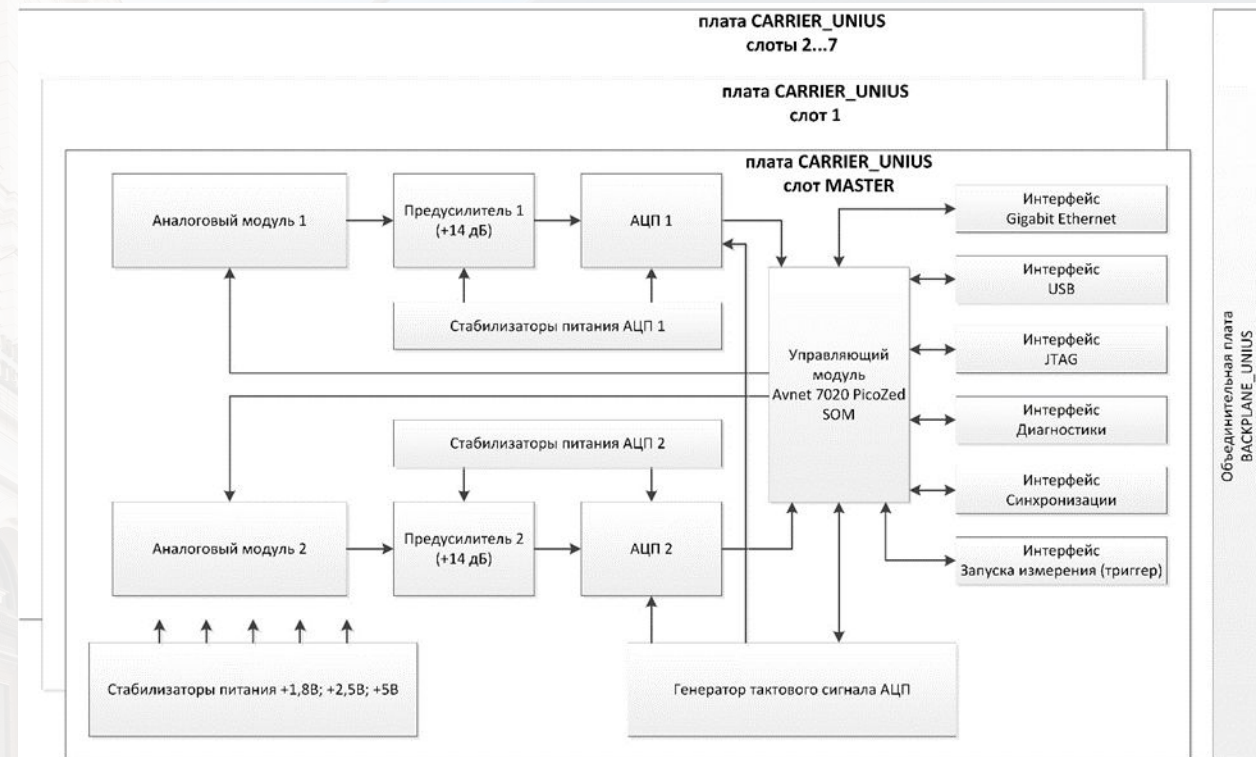 плата CARRIER_UNIUS
слоты 2...7
плата CARRIER_UNIUS
слот 1
плата CARRIER_UNIUS
слот MASTER
Аналоговый модуль 1
Предусилитель 1
(+14 дБ)
АЦП 1
Стабилизаторы питания АЦП 1
Управляющий
модуль
Avnet 7020 PicoZed
SOM
Интерфейс
Gigabit Ethernet
Интерфейс
USB
Интерфейс
JTAG
Интерфейс
Диагностики
Интерфейс
Синхронизации
Интерфейс
Запуска измерения (триггер)
Стабилизаторы питания АЦП 2
Аналоговый модуль 2
Предусилитель 2
(+14 дБ)
АЦП 2
Стабилизаторы питания +1,8В; +2,5В; +5В
Генератор тактового сигнала АЦП
Объединительная плата
BACKPLANE_UNIUS